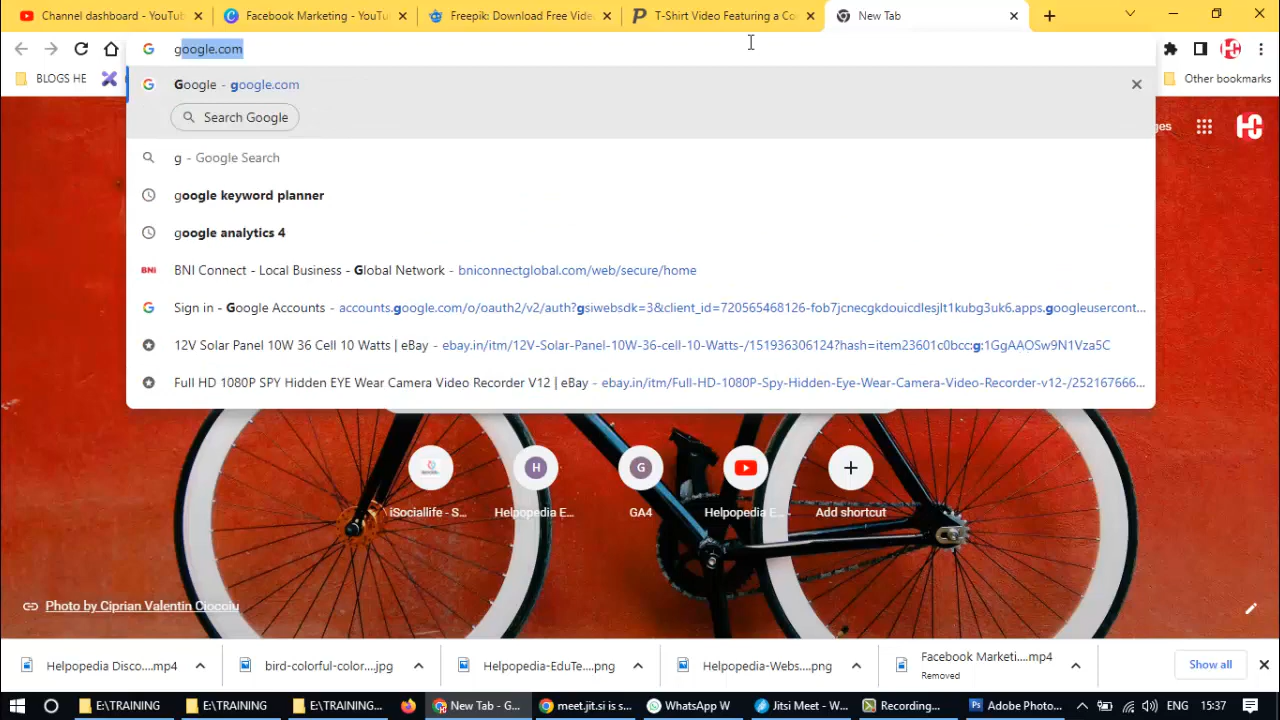 Channel dashboard - YouTu
Facebook Marketing - YouTu
Freepik: Download Free Vide
T-Shirt Video Featuring a Co
New Tab
google.com
BLOGS HE
Other bookmarks
Google - google.com
Search Google
g - Google Search
google keyword planner
google analytics 4
BNI Connect - Local Business - Global Network - bniconnectglobal.com/web/secure/home
Sign in - Google Accounts - accounts.google.com/o/oauth2/v2/auth?gsiwebsdk=3&client_id=720565468126-fob7jcnecgkdouicdlesjlt1kubg3uk6.apps.googleusercont...
12V Solar Panel 10W 36 Cell 10 Watts | eBay - ebay.in/itm/12V-Solar-Panel-10W-36-cell-10-Watts-/151936306124?hash=item23601c0bcc:g:1GgAAOSw9N1Vza5C
Full HD 1080P SPY Hidden EYE Wear Camera Video Recorder V12 | eBay - ebay.in/itm/Full-HD-1080P-Spy-Hidden-Eye-Wear-Camera-Video-Recorder-v12-/252167666...
ges
HC
iSociallife - S...
H
Helpopedia E...
G
GA4
Helpopedia E...
Add shortcut
Photo by Ciprian Valentin Ciocoiu
Helpopedia Disco....mp4
bird-colorful-color....jpg
Helpopedia-EduTe....png
Helpopedia-Webs....png
Facebook Marketi....mp4
Removed
Show all
E:\TRAINING
E:\TRAINING
E:\TRAINING...
New Tab - G...
meet.jit.si is s...
WhatsApp W
Jitsi Meet - W...
Recording...
Adobe Photo...
ENG
15:37